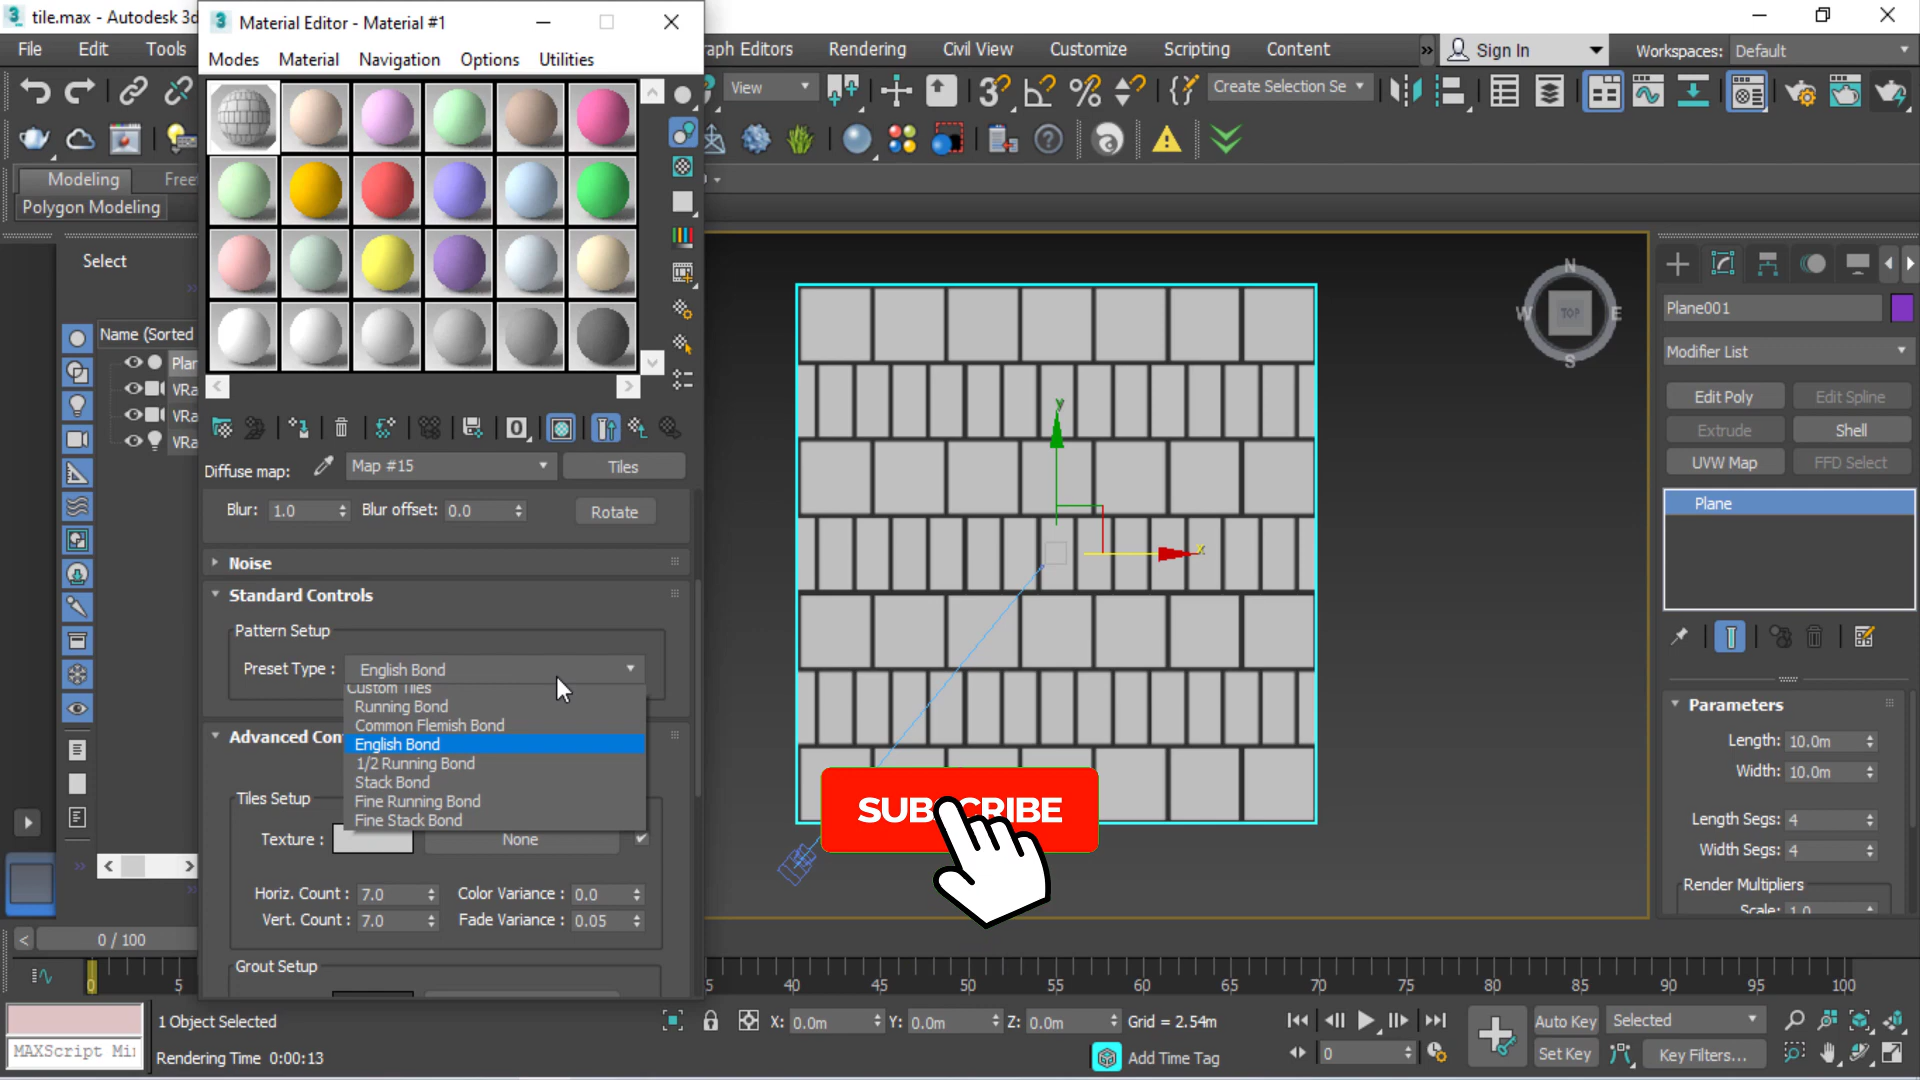 tile.max - Autodesk 3d
Material Editor - Material #1
File Edit Tools
Modes Material Navigation Options Utilities
raph Editors Rendering Civil View Customize Scripting Content
Sign In
Workspaces: Default
View
Create Selection Se
Modeling Free
Polygon Modeling
Select
Name (Sorted
Plan
VRa
VRa
VRa
Diffuse map: Map #15 Tiles
Blur: 1.0 Blur offset: 0.0 Rotate
Noise
Standard Controls
Pattern Setup
Preset Type : English Bond
Custom Tiles
Running Bond
Common Flemish Bond
English Bond
1/2 Running Bond
Stack Bond
Fine Running Bond
Fine Stack Bond
Advanced Con
Tiles Setup
Texture : None
Horiz. Count : 7.0 Color Variance : 0.0
Vert. Count : 7.0 Fade Variance : 0.05
Grout Setup
y
x
N
W TOP E
S
SUBSCRIBE
Plane001
Modifier List
Edit Poly Edit Spline
Extrude Shell
UVW Map FFD Select
Plane
Parameters
Length: 10.0m
Width: 10.0m
Length Segs: 4
Width Segs: 4
Render Multipliers
Scale: 1.0
0 / 100
0 5 35 40 45 50 55 60 65 70 75 80 85 90 95 100
1 Object Selected
X: 0.0m Y: 0.0m Z: 0.0m Grid = 2.54m
Auto Key Selected
MAXScript Mi
Rendering Time 0:00:13
Add Time Tag
0
Set Key Key Filters...